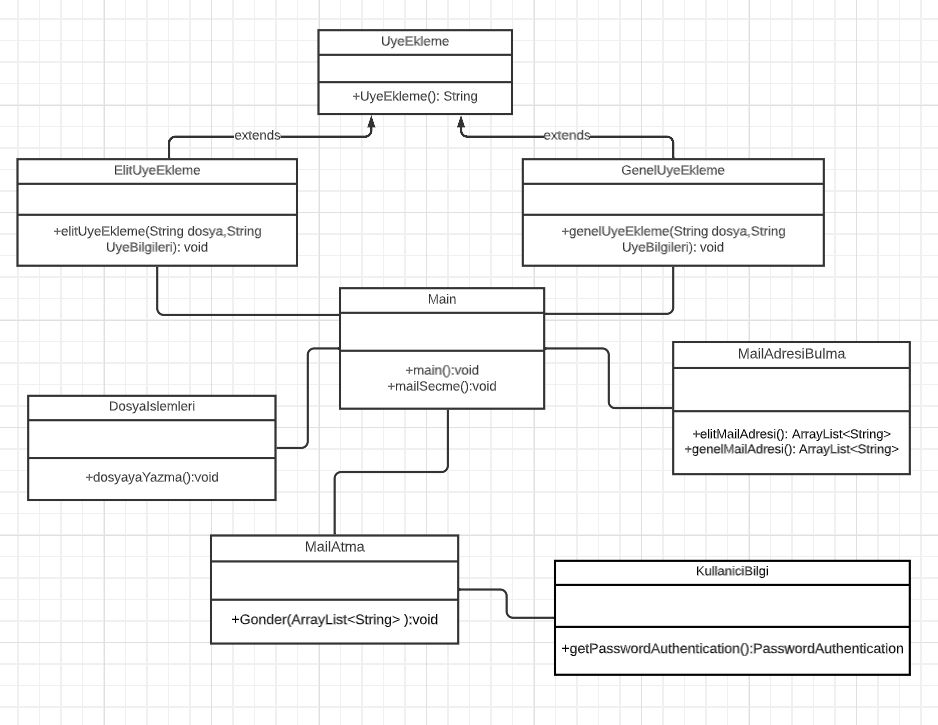 UyeEkleme
+UyeEkleme(): String
extends
extends
ElitUyeEkleme
+elitUyeEkleme(String dosya,String
UyeBilgileri): void
GenelUyeEkleme
+genelUyeEkleme(String dosya,String
UyeBilgileri): void
Main
+main():void
+mailSecme():void
MailAdresiBulma
+elitMailAdresi(): ArrayList<String>
+genelMailAdresi(): ArrayList<String>
DosyaIslemleri
+dosyayaYazma():void
MailAtma
+Gonder(ArrayList<String> ):void
KullaniciBilgi
+getPasswordAuthentication():PasswordAuthentication